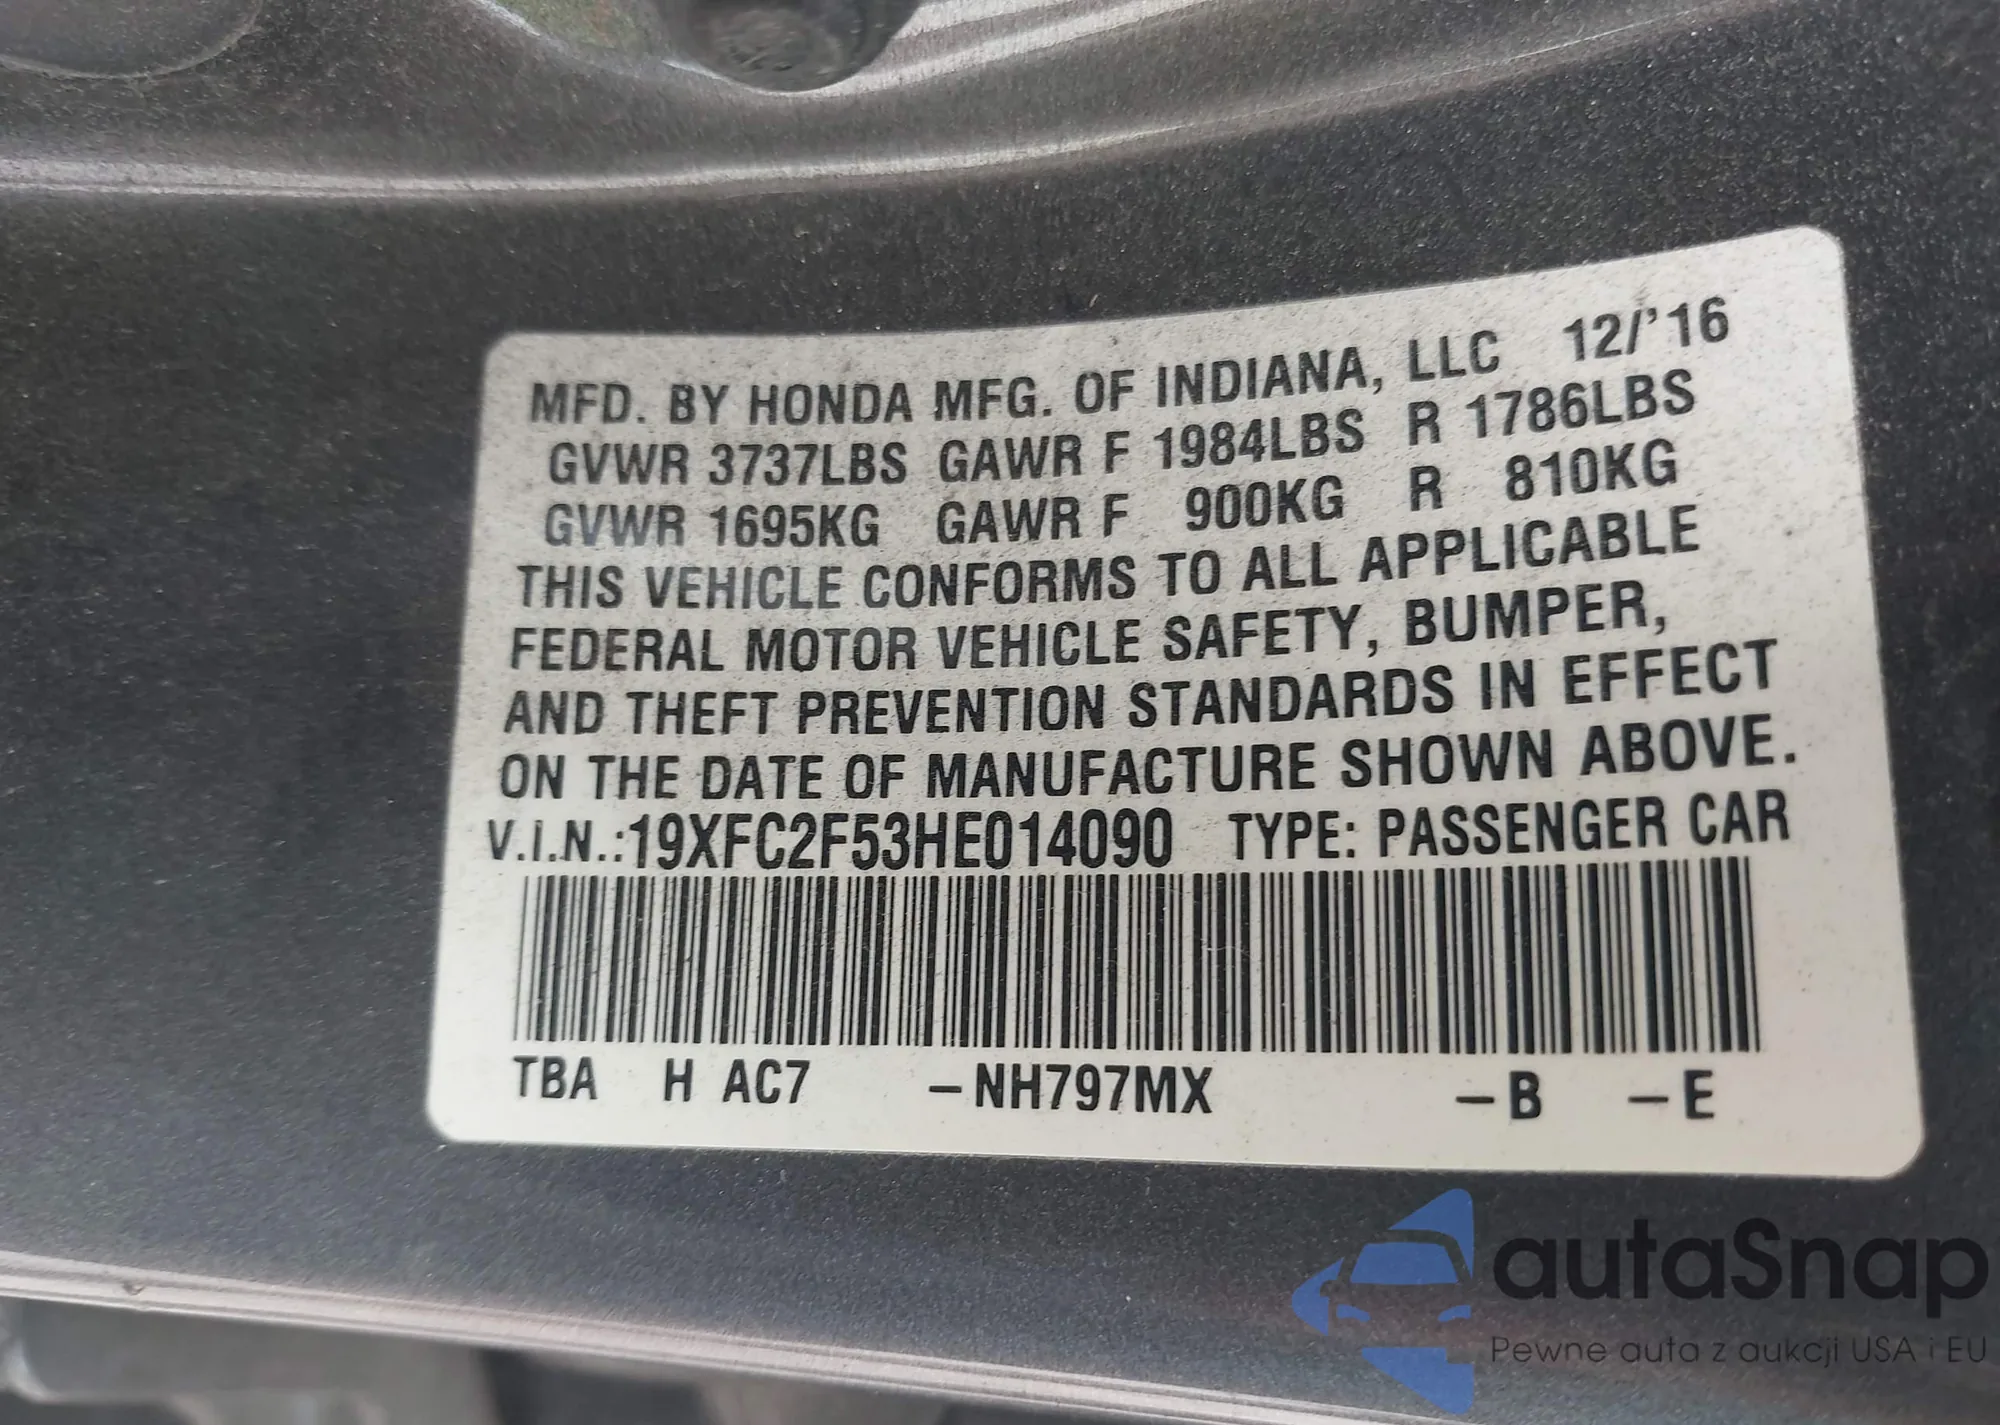 MFD. BY HONDA MFG. OF INDIANA, LLC 12/'16
GVWR 3737LBS GAWR F 1984LBS R 1786LBS
GVWR 1695KG GAWR F 900KG R 810KG
THIS VEHICLE CONFORMS TO ALL APPLICABLE
FEDERAL MOTOR VEHICLE SAFETY, BUMPER,
AND THEFT PREVENTION STANDARDS IN EFFECT
ON THE DATE OF MANUFACTURE SHOWN ABOVE.
V.I.N.:19XFC2F53HE014090 TYPE: PASSENGER CAR
TBA H AC7 -NH797MX -B -E
autaSnap
Pewne auta z aukcji USA i EU